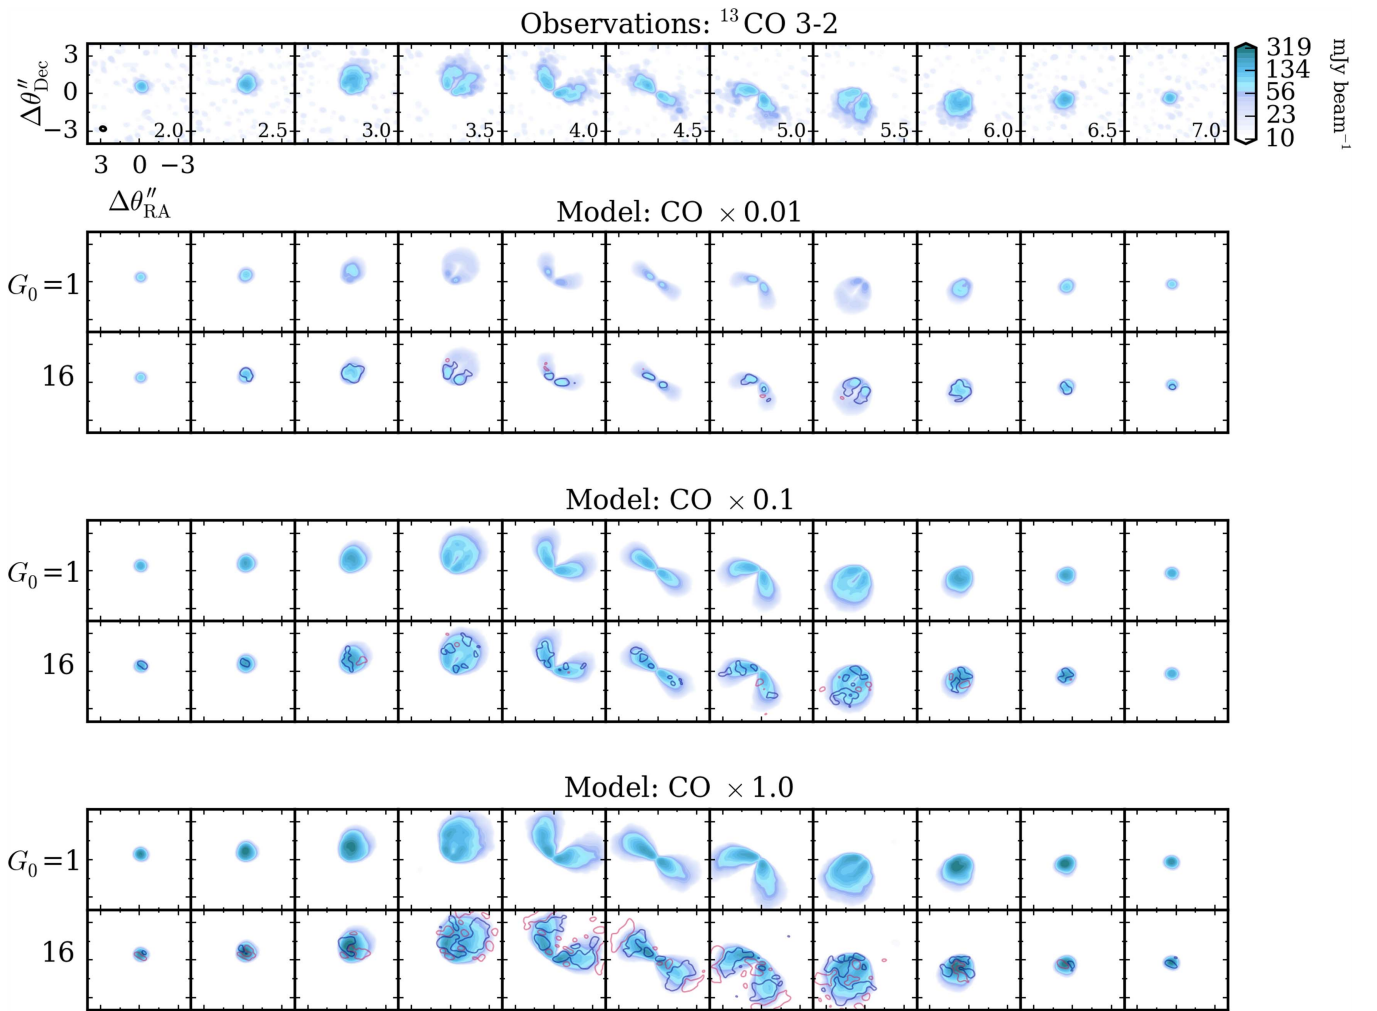 Observations: ¹³CO 3-2
3
0
−3
Δθ″Dec
2.0 2.5 3.0 3.5 4.0 4.5 5.0 5.5 6.0 6.5 7.0
319
134
56
23
10
mJy beam⁻¹
3 0 −3
Δθ″RA
Model: CO × 0.01
G₀ =1
16
Model: CO × 0.1
G₀ =1
16
Model: CO × 1.0
G₀ =1
16